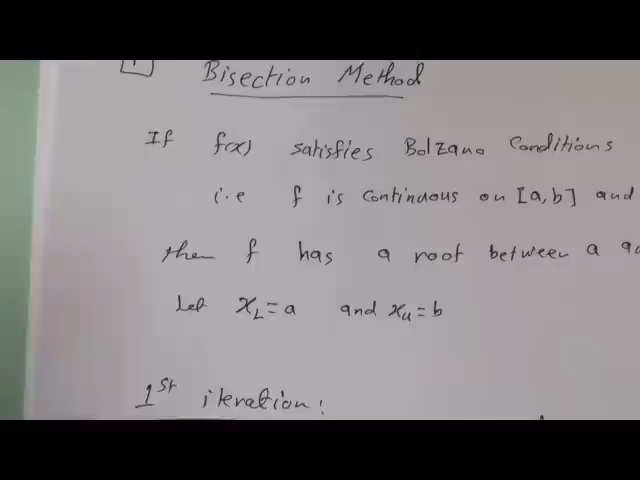 Bisection Method
If f(x) satisfies Bolzano Conditions
i.e f is continuous on [a,b] and
then f has a root between a
Let x_L = a and x_u = b
1st iteration: